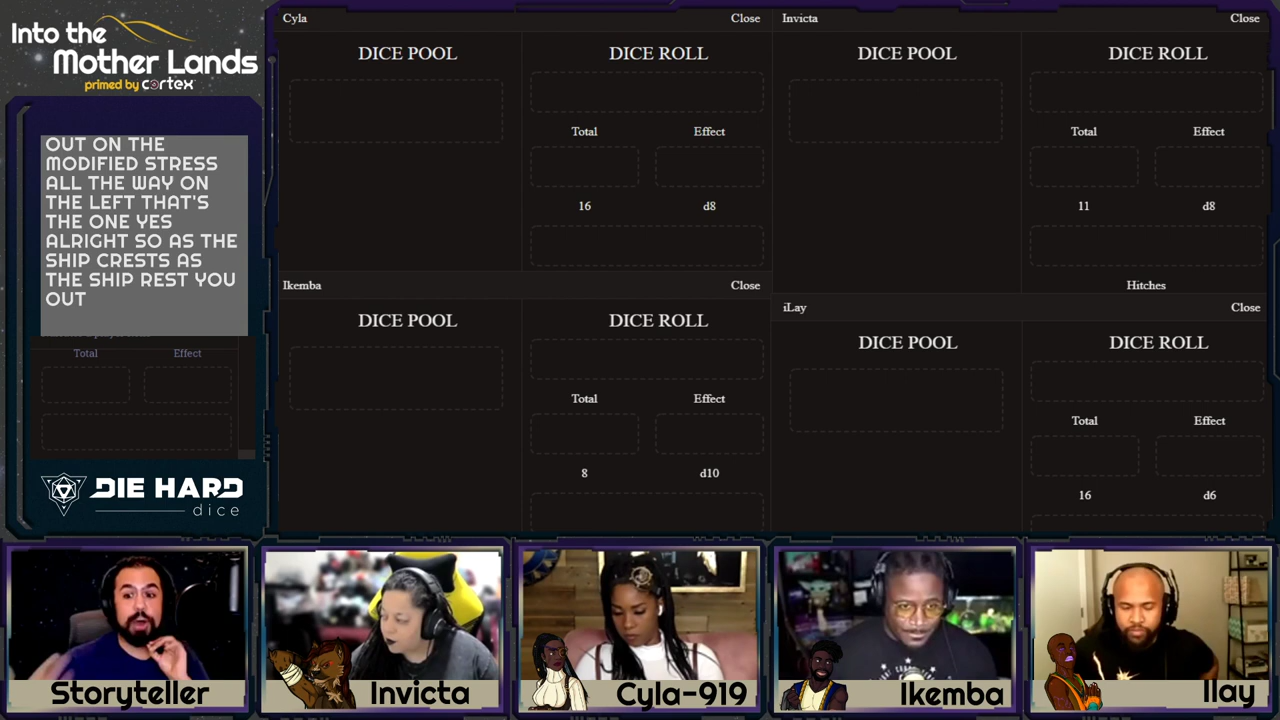 Into the
Mother Lands
primed by cortex
OUT ON THE
MODIFIED STRESS
ALL THE WAY ON
THE LEFT THAT'S
THE ONE YES
ALRIGHT SO AS THE
SHIP CRESTS AS
THE SHIP REST YOU
OUT
Total Effect
DIE HARD
dice
Cyla Close
DICE POOL DICE ROLL
Total Effect
16 d8
Invicta Close
DICE POOL DICE ROLL
Total Effect
11 d8
Hitches
Ikemba Close
DICE POOL DICE ROLL
Total Effect
8 d10
iLay Close
DICE POOL DICE ROLL
Total Effect
16 d6
Storyteller
Invicta
Cyla-919
Ikemba
Ilay